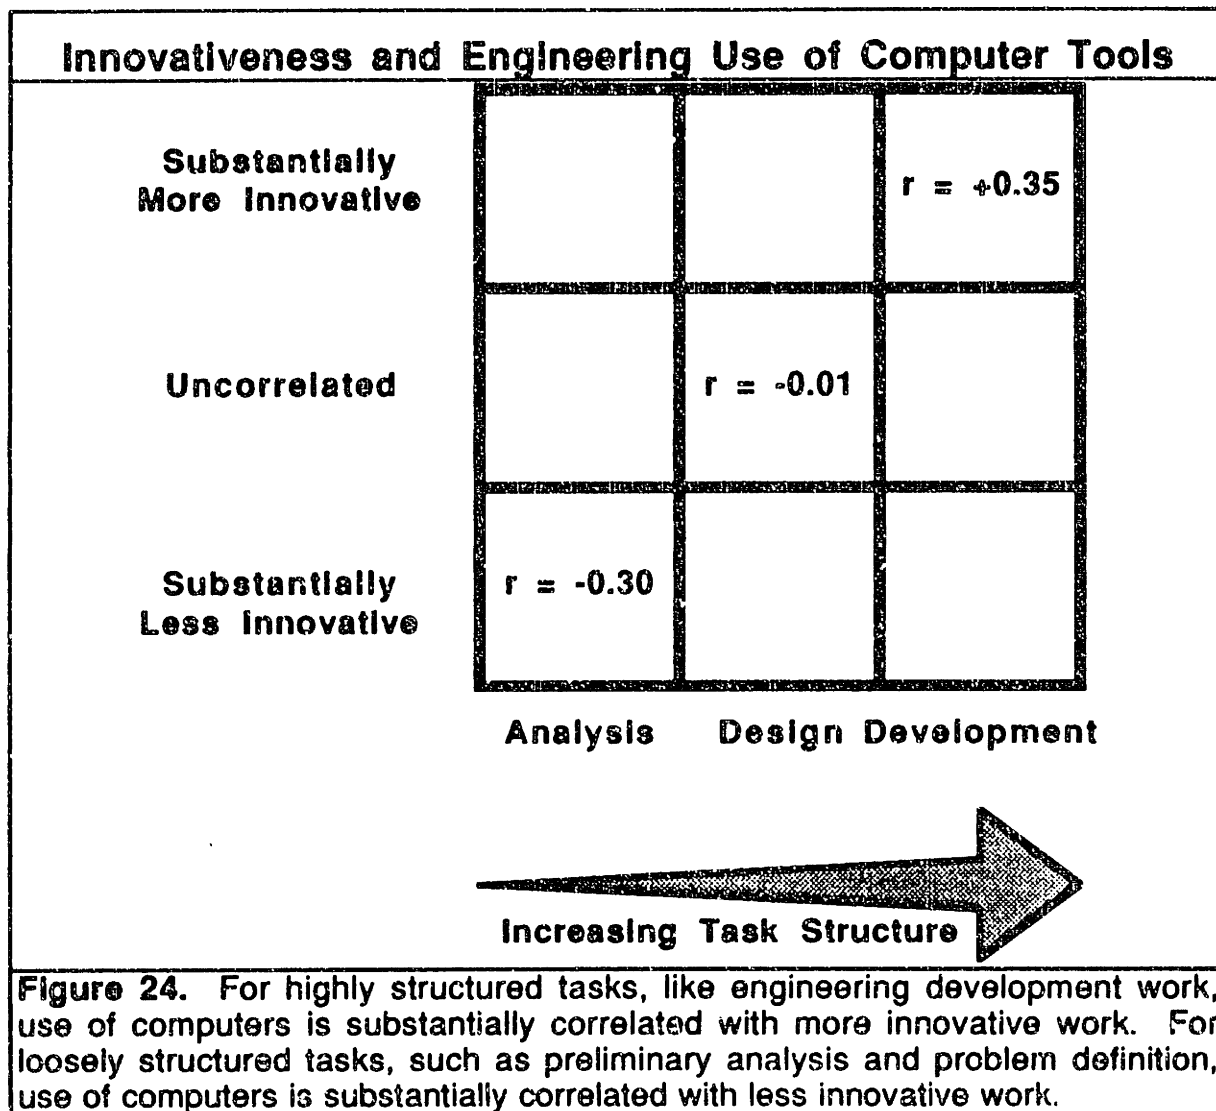 Innovativeness and Engineering Use of Computer Tools
Substantially
More Innovative
r = +0.35
Uncorrelated
r = -0.01
Substantially
Less Innovative
r = -0.30
Analysis Design Development
Increasing Task Structure
Figure 24. For highly structured tasks, like engineering development work,
use of computers is substantially correlated with more innovative work. For
loosely structured tasks, such as preliminary analysis and problem definition,
use of computers is substantially correlated with less innovative work.